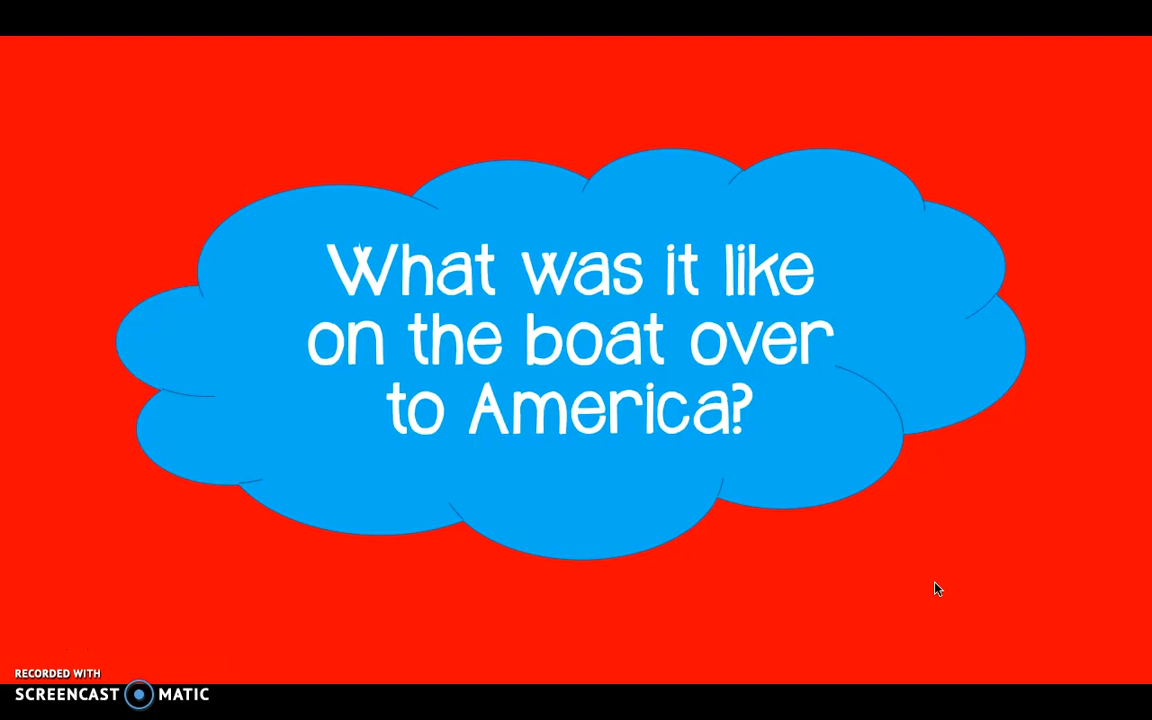 What was it like
on the boat over
to America?
RECORDED WITH
SCREENCAST MATIC